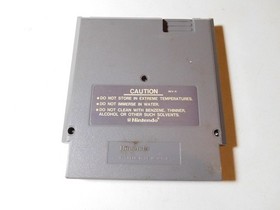 CAUTION
●DO NOT STORE IN EXTREME TEMPERATURES.
●DO NOT IMMERSE IN WATER.
●DO NOT CLEAN WITH BENZENE, THINNER,
ALCOHOL OR OTHER SUCH SOLVENTS.
®Nintendo